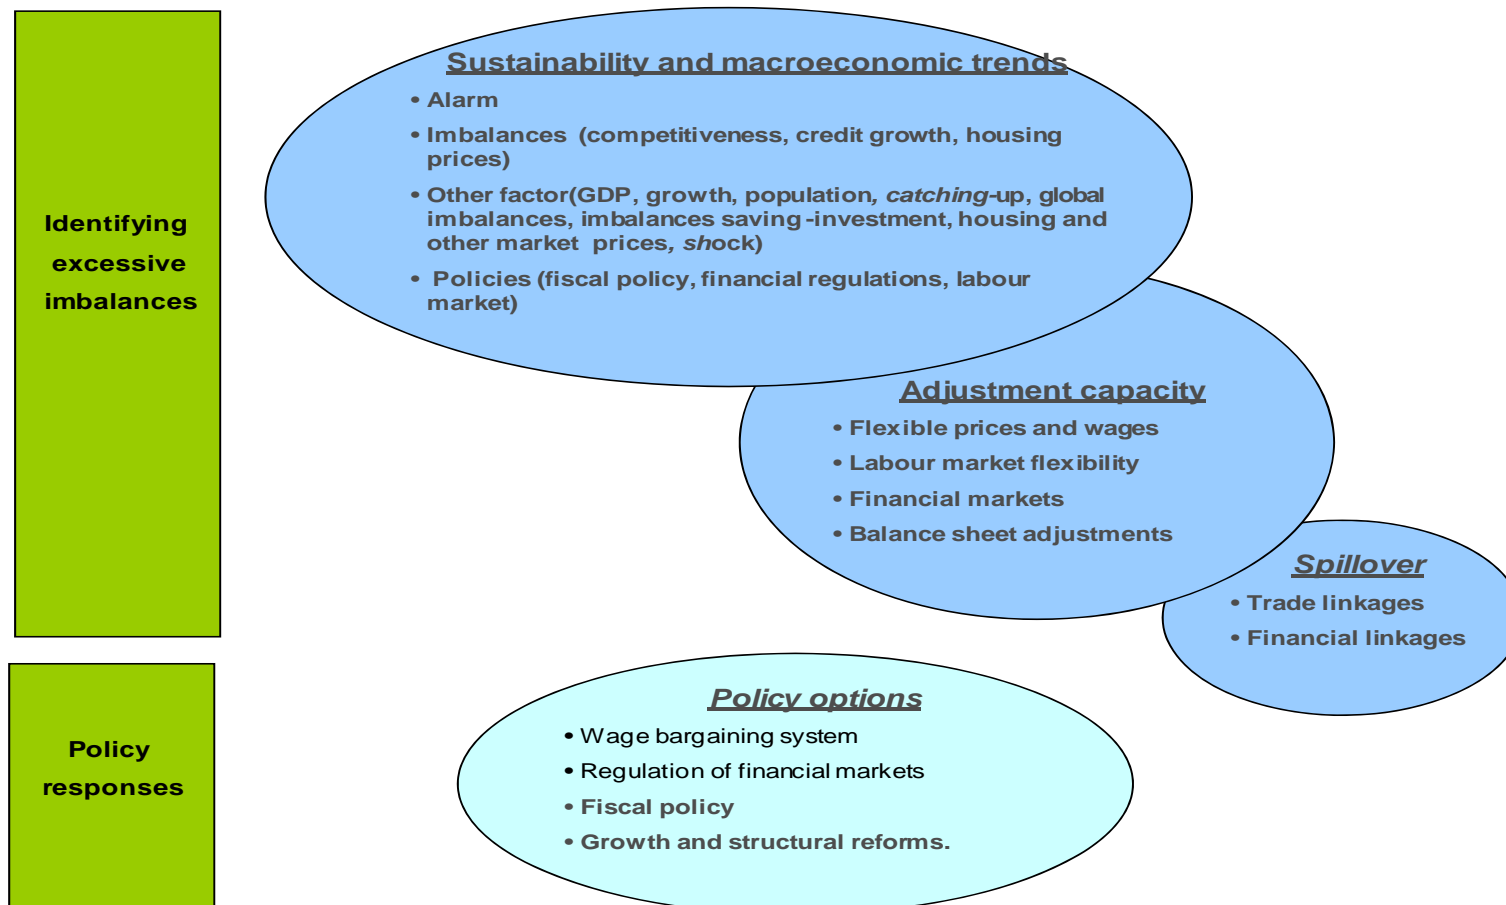 Identifying
excessive
imbalances
Sustainability and macroeconomic trends
• Alarm
• Imbalances (competitiveness, credit growth, housing
prices)
• Other factor(GDP, growth, population, catching-up, global
imbalances, imbalances saving-investment, housing and
other market prices, shock)
• Policies (fiscal policy, financial regulations, labour
market)
Adjustment capacity
• Flexible prices and wages
• Labour market flexibility
• Financial markets
• Balance sheet adjustments
Spillover
• Trade linkages
• Financial linkages
Policy
responses
Policy options
• Wage bargaining system
• Regulation of financial markets
• Fiscal policy
• Growth and structural reforms.